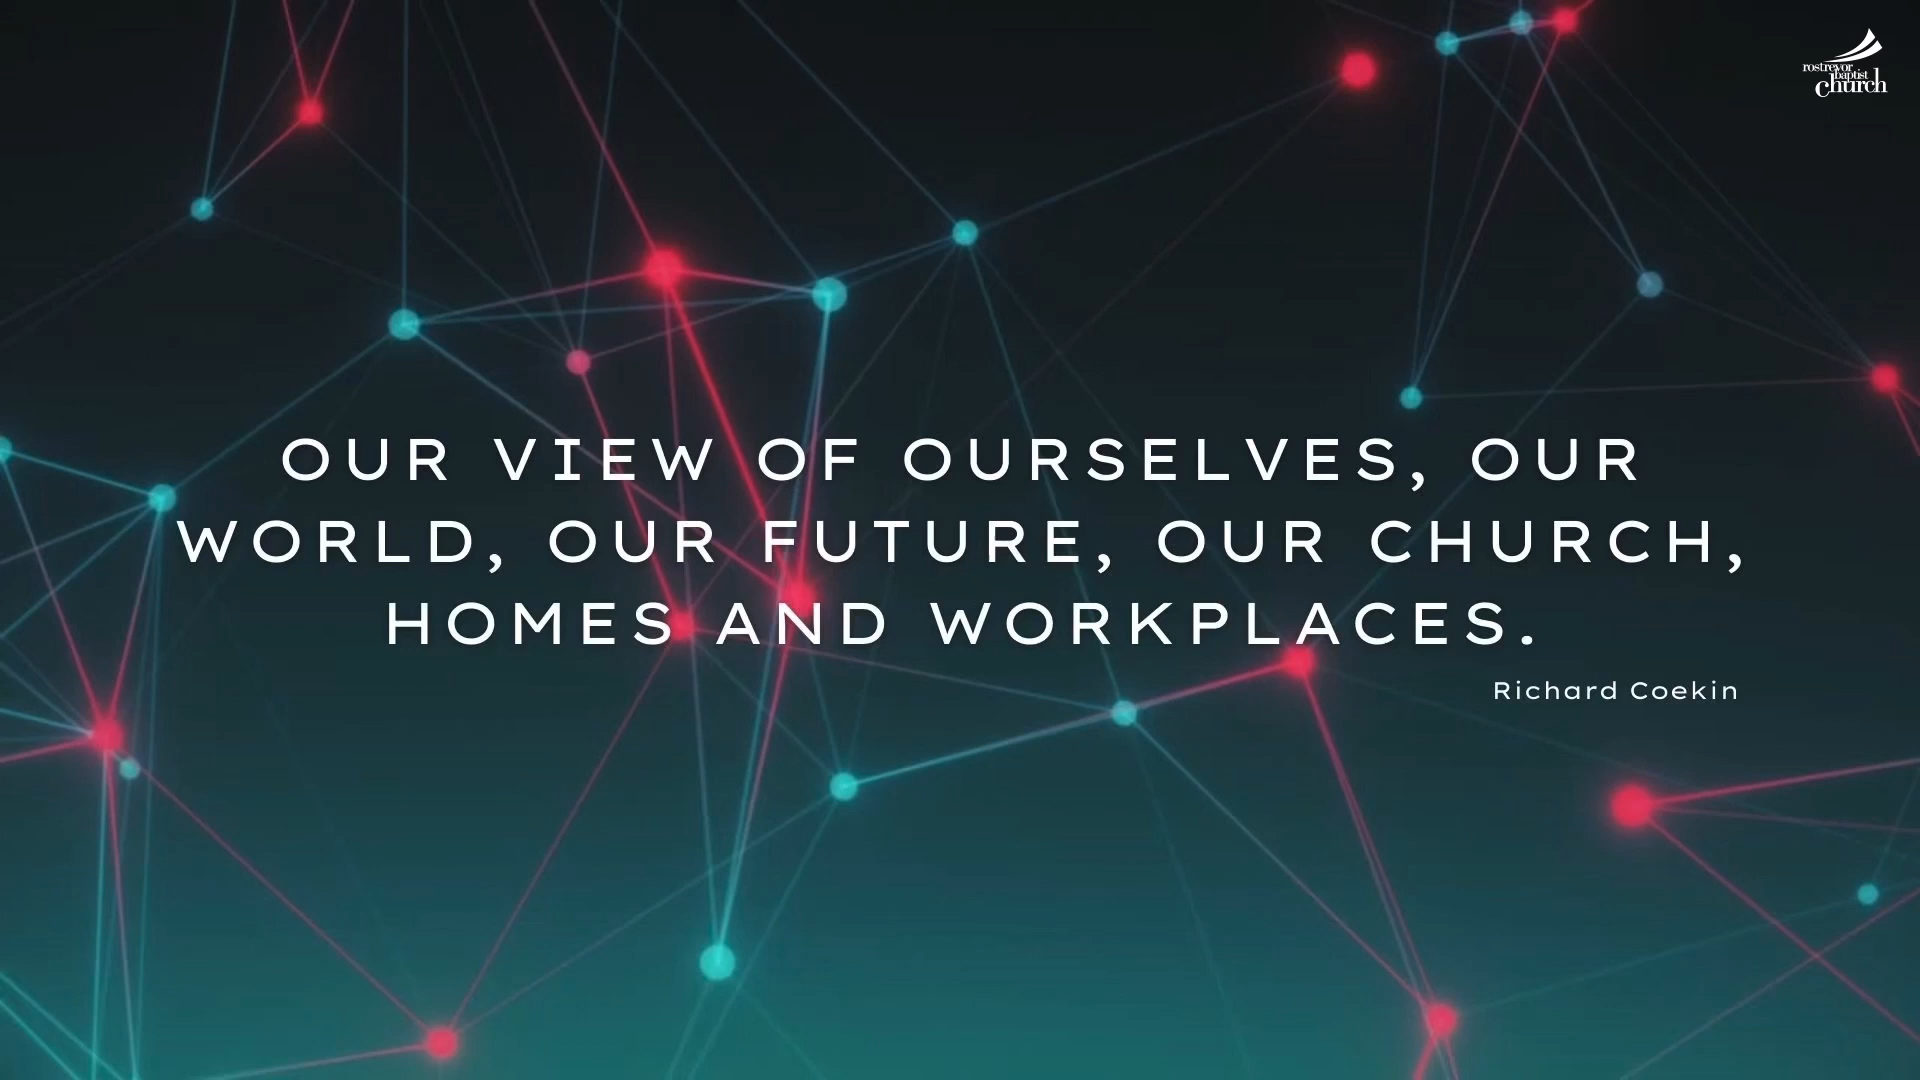 rostrevor
baptist
church
OUR VIEW OF OURSELVES, OUR
WORLD, OUR FUTURE, OUR CHURCH,
HOMES AND WORKPLACES.
Richard Coekin